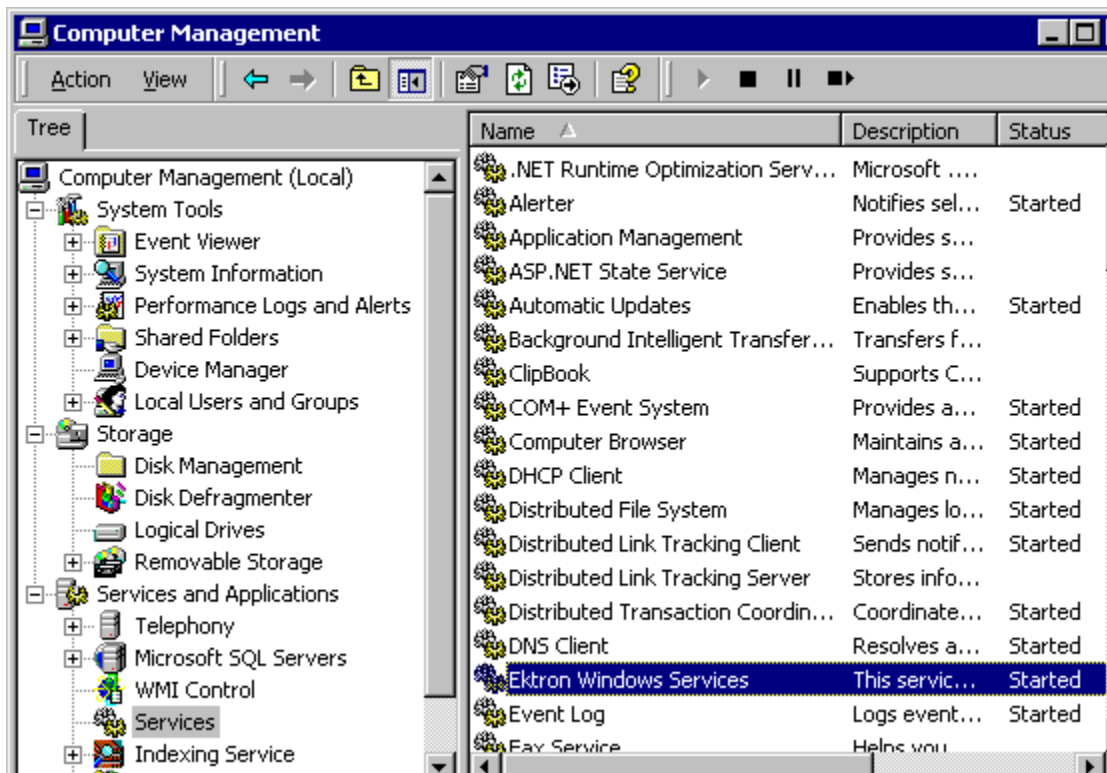 Computer Management
Action View
Tree
Computer Management (Local)
System Tools
Event Viewer
System Information
Performance Logs and Alerts
Shared Folders
Device Manager
Local Users and Groups
Storage
Disk Management
Disk Defragmenter
Logical Drives
Removable Storage
Services and Applications
Telephony
Microsoft SQL Servers
WMI Control
Services
Indexing Service
Name Description Status
.NET Runtime Optimization Serv... Microsoft ....
Alerter Notifies sel... Started
Application Management Provides s...
ASP.NET State Service Provides s...
Automatic Updates Enables th... Started
Background Intelligent Transfer... Transfers f...
ClipBook Supports C...
COM+ Event System Provides a... Started
Computer Browser Maintains a... Started
DHCP Client Manages n... Started
Distributed File System Manages lo... Started
Distributed Link Tracking Client Sends notif... Started
Distributed Link Tracking Server Stores info...
Distributed Transaction Coordin... Coordinate... Started
DNS Client Resolves a... Started
Ektron Windows Services This servic... Started
Event Log Logs event... Started
Fax Service Helps you